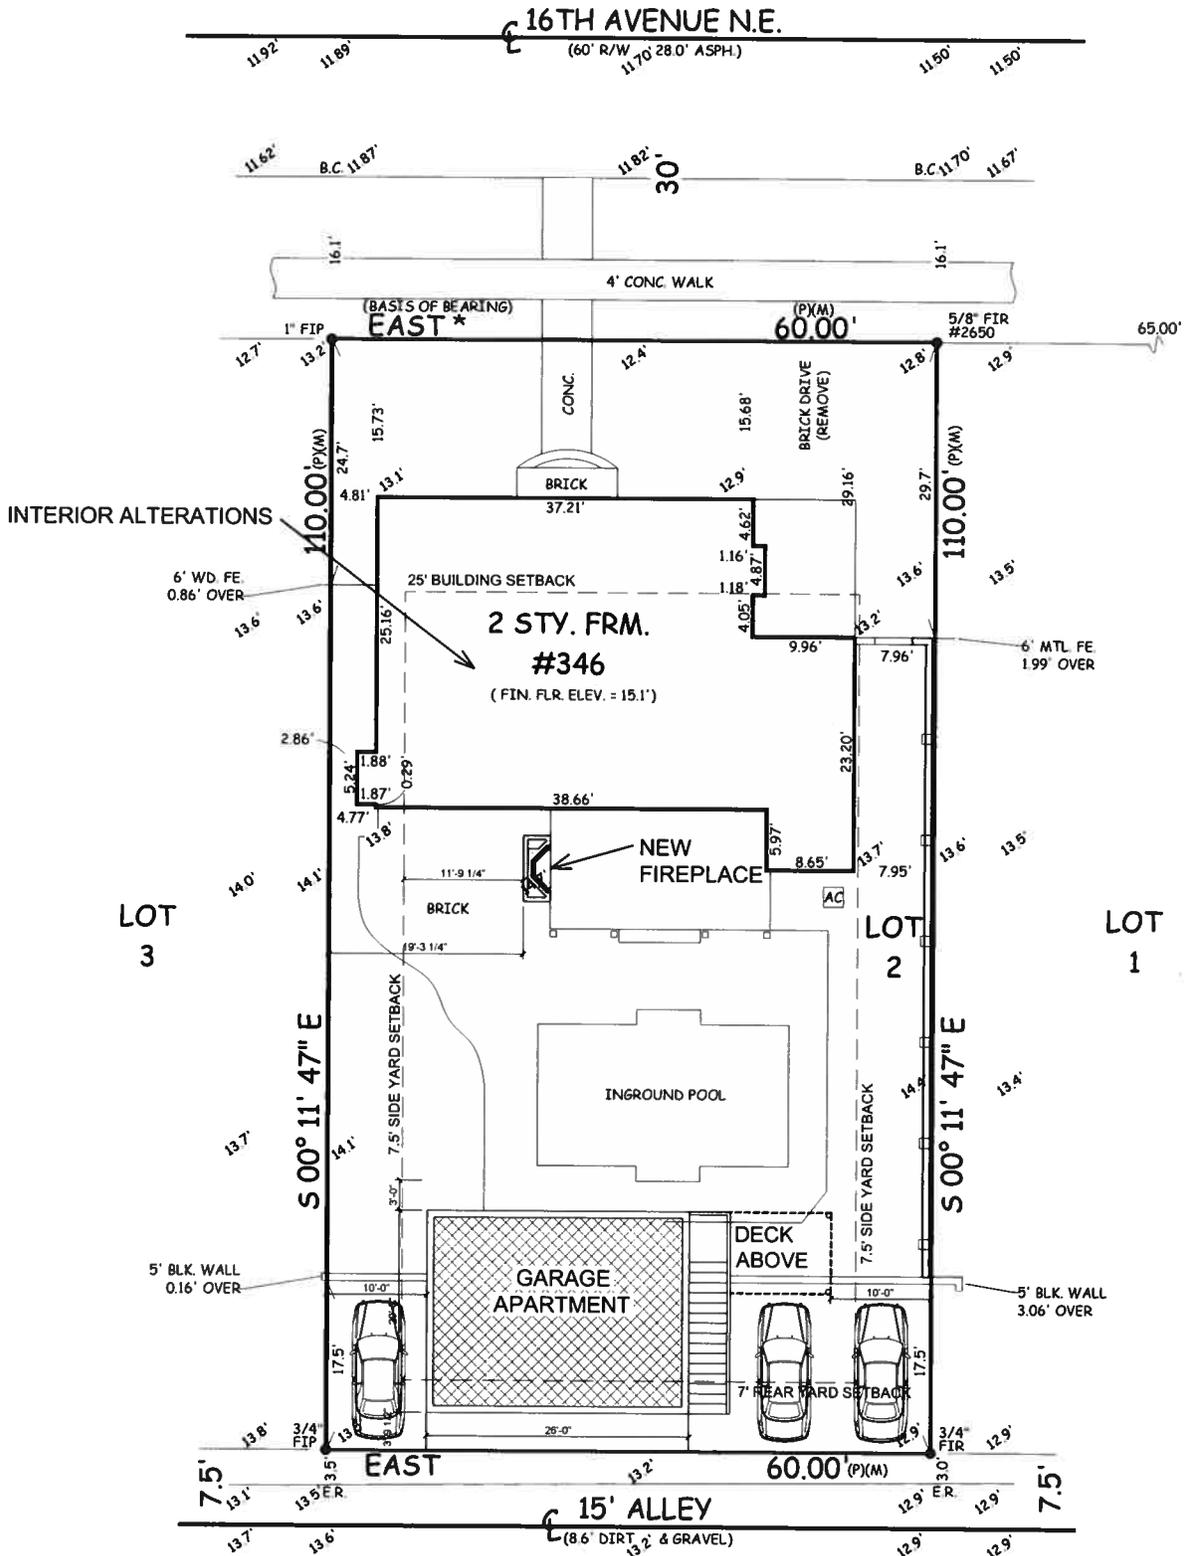 16TH AVENUE N.E.
(60' R/W 28.0' ASPH.)
11.92'
11.89'
11.70'
11.50'
11.50'
11.62'
B.C. 11.87'
11.82'
30'
B.C. 11.70'
11.67'
16.1'
16.1'
4' CONC. WALK
(BASIS OF BEARING)
EAST *
(P)(M)
60.00'
1" FIP
5/8" FIR
#2650
65.00'
12.7'
13.2'
12.4'
12.8'
12.9'
CONC.
15.73'
15.68'
BRICK DRIVE
(REMOVE)
110.00' (P)(M)
24.7'
4.81'
13.1'
BRICK
37.21'
12.9'
29.16'
29.7'
110.00' (P)(M)
INTERIOR ALTERATIONS
4.62'
1.16'
4.87'
1.18'
4.05'
6' WD. FE.
0.86' OVER
25' BUILDING SETBACK
13.6'
13.5'
13.6'
13.6'
25.16'
2 STY. FRM.
#346
( FIN. FLR. ELEV. = 15.1')
13.2'
9.96'
7.96'
6' MTL. FE.
1.99' OVER
2.86'
1.88'
5.24'
0.29'
1.87'
4.77'
13.8'
38.66'
23.20'
5.97'
8.65'
13.7'
7.95'
13.6'
13.5'
NEW
FIREPLACE
11'-9 1/4"
14.0'
14.1'
BRICK
AC
LOT
3
LOT
2
LOT
1
19'-3 1/4"
7.5' SIDE YARD SETBACK
S 00° 11' 47" E
INGROUND POOL
14.4'
13.4'
S 00° 11' 47" E
7.5' SIDE YARD SETBACK
13.7'
14.1'
3'-0"
DECK
ABOVE
GARAGE
APARTMENT
5' BLK. WALL
0.16' OVER
10'-0"
10'-0"
5' BLK. WALL
3.06' OVER
17.5'
17.5'
7' REAR YARD SETBACK
26'-0"
13.8'
3/4"
FIP
12.9'
3/4"
FIR
12.9'
EAST
60.00' (P)(M)
7.5'
3.5'
13.2'
3.0'
7.5'
13.1'
13.5'
E.R.
12.9'
E.R.
12.9'
15' ALLEY
(8.6' DIRT & GRAVEL)
13.7'
13.6'
13.2'
12.9'
12.9'